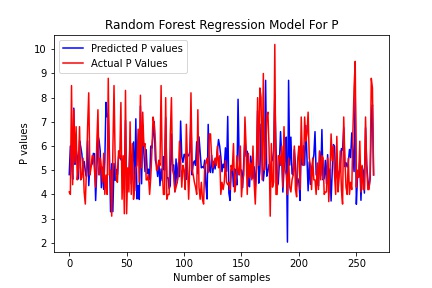 Random Forest Regression Model For P
Predicted P values
Actual P Values
P values
10
9
8
7
6
5
4
3
2
0 50 100 150 200 250
Number of samples